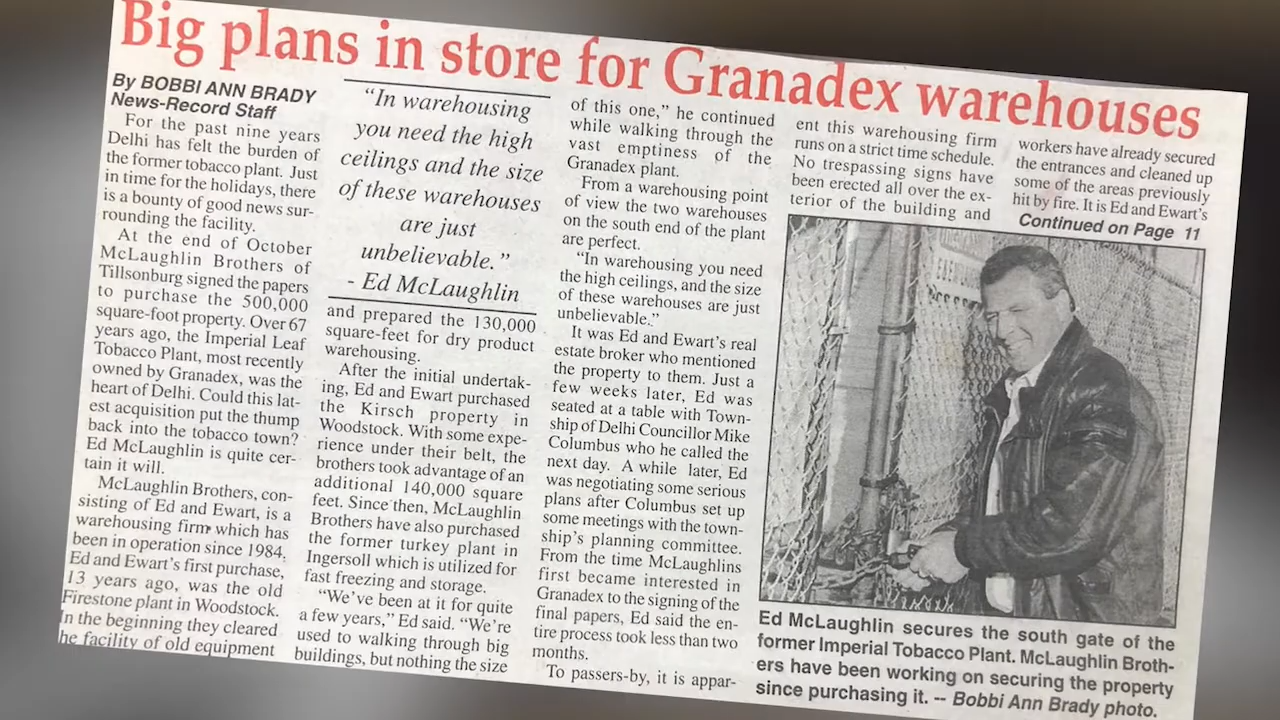 Big plans in store for Granadex warehouses
By BOBBI ANN BRADY
News-Record Staff
For the past nine years
Delhi has felt the burden of
the former tobacco plant. Just
in time for the holidays, there
is a bounty of good news sur-
rounding the facility.
At the end of October
McLaughlin Brothers of
Tillsonburg signed the papers
to purchase the 500,000
square-foot property. Over 67
years ago, the Imperial Leaf
Tobacco Plant, most recently
owned by Granadex, was the
heart of Delhi. Could this lat-
est acquisition put the thump
back into the tobacco town?
Ed McLaughlin is quite cer-
tain it will.
McLaughlin Brothers, con-
sisting of Ed and Ewart, is a
warehousing firm which has
been in operation since 1984.
Ed and Ewart's first purchase,
13 years ago, was the old
Firestone plant in Woodstock.
In the beginning they cleared
he facility of old equipment
"In warehousing
you need the high
ceilings and the size
of these warehouses
are just
unbelievable."
- Ed McLaughlin
and prepared the 130,000
square-feet for dry product
warehousing.
After the initial undertak-
ing, Ed and Ewart purchased
the Kirsch property in
Woodstock. With some expe-
rience under their belt, the
brothers took advantage of an
additional 140,000 square
feet. Since then, McLaughlin
Brothers have also purchased
the former turkey plant in
Ingersoll which is utilized for
fast freezing and storage.
"We've been at it for quite
a few years," Ed said. "We're
used to walking through big
buildings, but nothing the size
of this one," he continued
while walking through the
vast emptiness of the
Granadex plant.
From a warehousing point
of view the two warehouses
on the south end of the plant
are perfect.
"In warehousing you need
the high ceilings, and the size
of these warehouses are just
unbelievable."
It was Ed and Ewart's real
estate broker who mentioned
the property to them. Just a
few weeks later, Ed was
seated at a table with Town-
ship of Delhi Councillor Mike
Columbus who he called the
next day. A while later, Ed
was negotiating some serious
plans after Columbus set up
some meetings with the town-
ship's planning committee.
From the time McLaughlins
first became interested in
Granadex to the signing of the
final papers, Ed said the en-
tire process took less than two
months.
To passers-by, it is appar-
ent this warehousing firm
runs on a strict time schedule.
No trespassing signs have
been erected all over the ex-
terior of the building and
workers have already secured
the entrances and cleaned up
some of the areas previously
hit by fire. It is Ed and Ewart's
Continued on Page 11
Ed McLaughlin secures the south gate of the
former Imperial Tobacco Plant. McLaughlin Broth-
ers have been working on securing the property
since purchasing it. -- Bobbi Ann Brady photo.